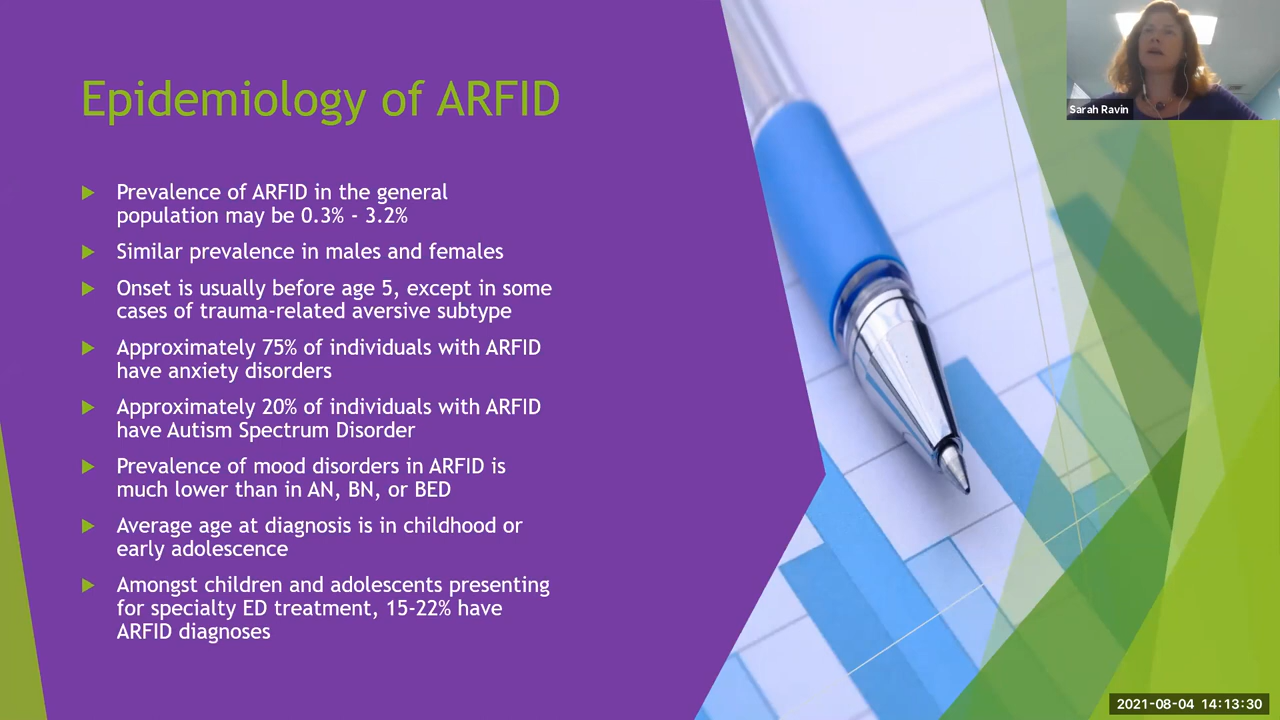 Epidemiology of ARFID
Prevalence of ARFID in the general
population may be 0.3% - 3.2%
Similar prevalence in males and females
Onset is usually before age 5, except in some
cases of trauma-related aversive subtype
Approximately 75% of individuals with ARFID
have anxiety disorders
Approximately 20% of individuals with ARFID
have Autism Spectrum Disorder
Prevalence of mood disorders in ARFID is
much lower than in AN, BN, or BED
Average age at diagnosis is in childhood or
early adolescence
Amongst children and adolescents presenting
for specialty ED treatment, 15-22% have
ARFID diagnoses
Sarah Ravin
2021-08-04 14:13:30